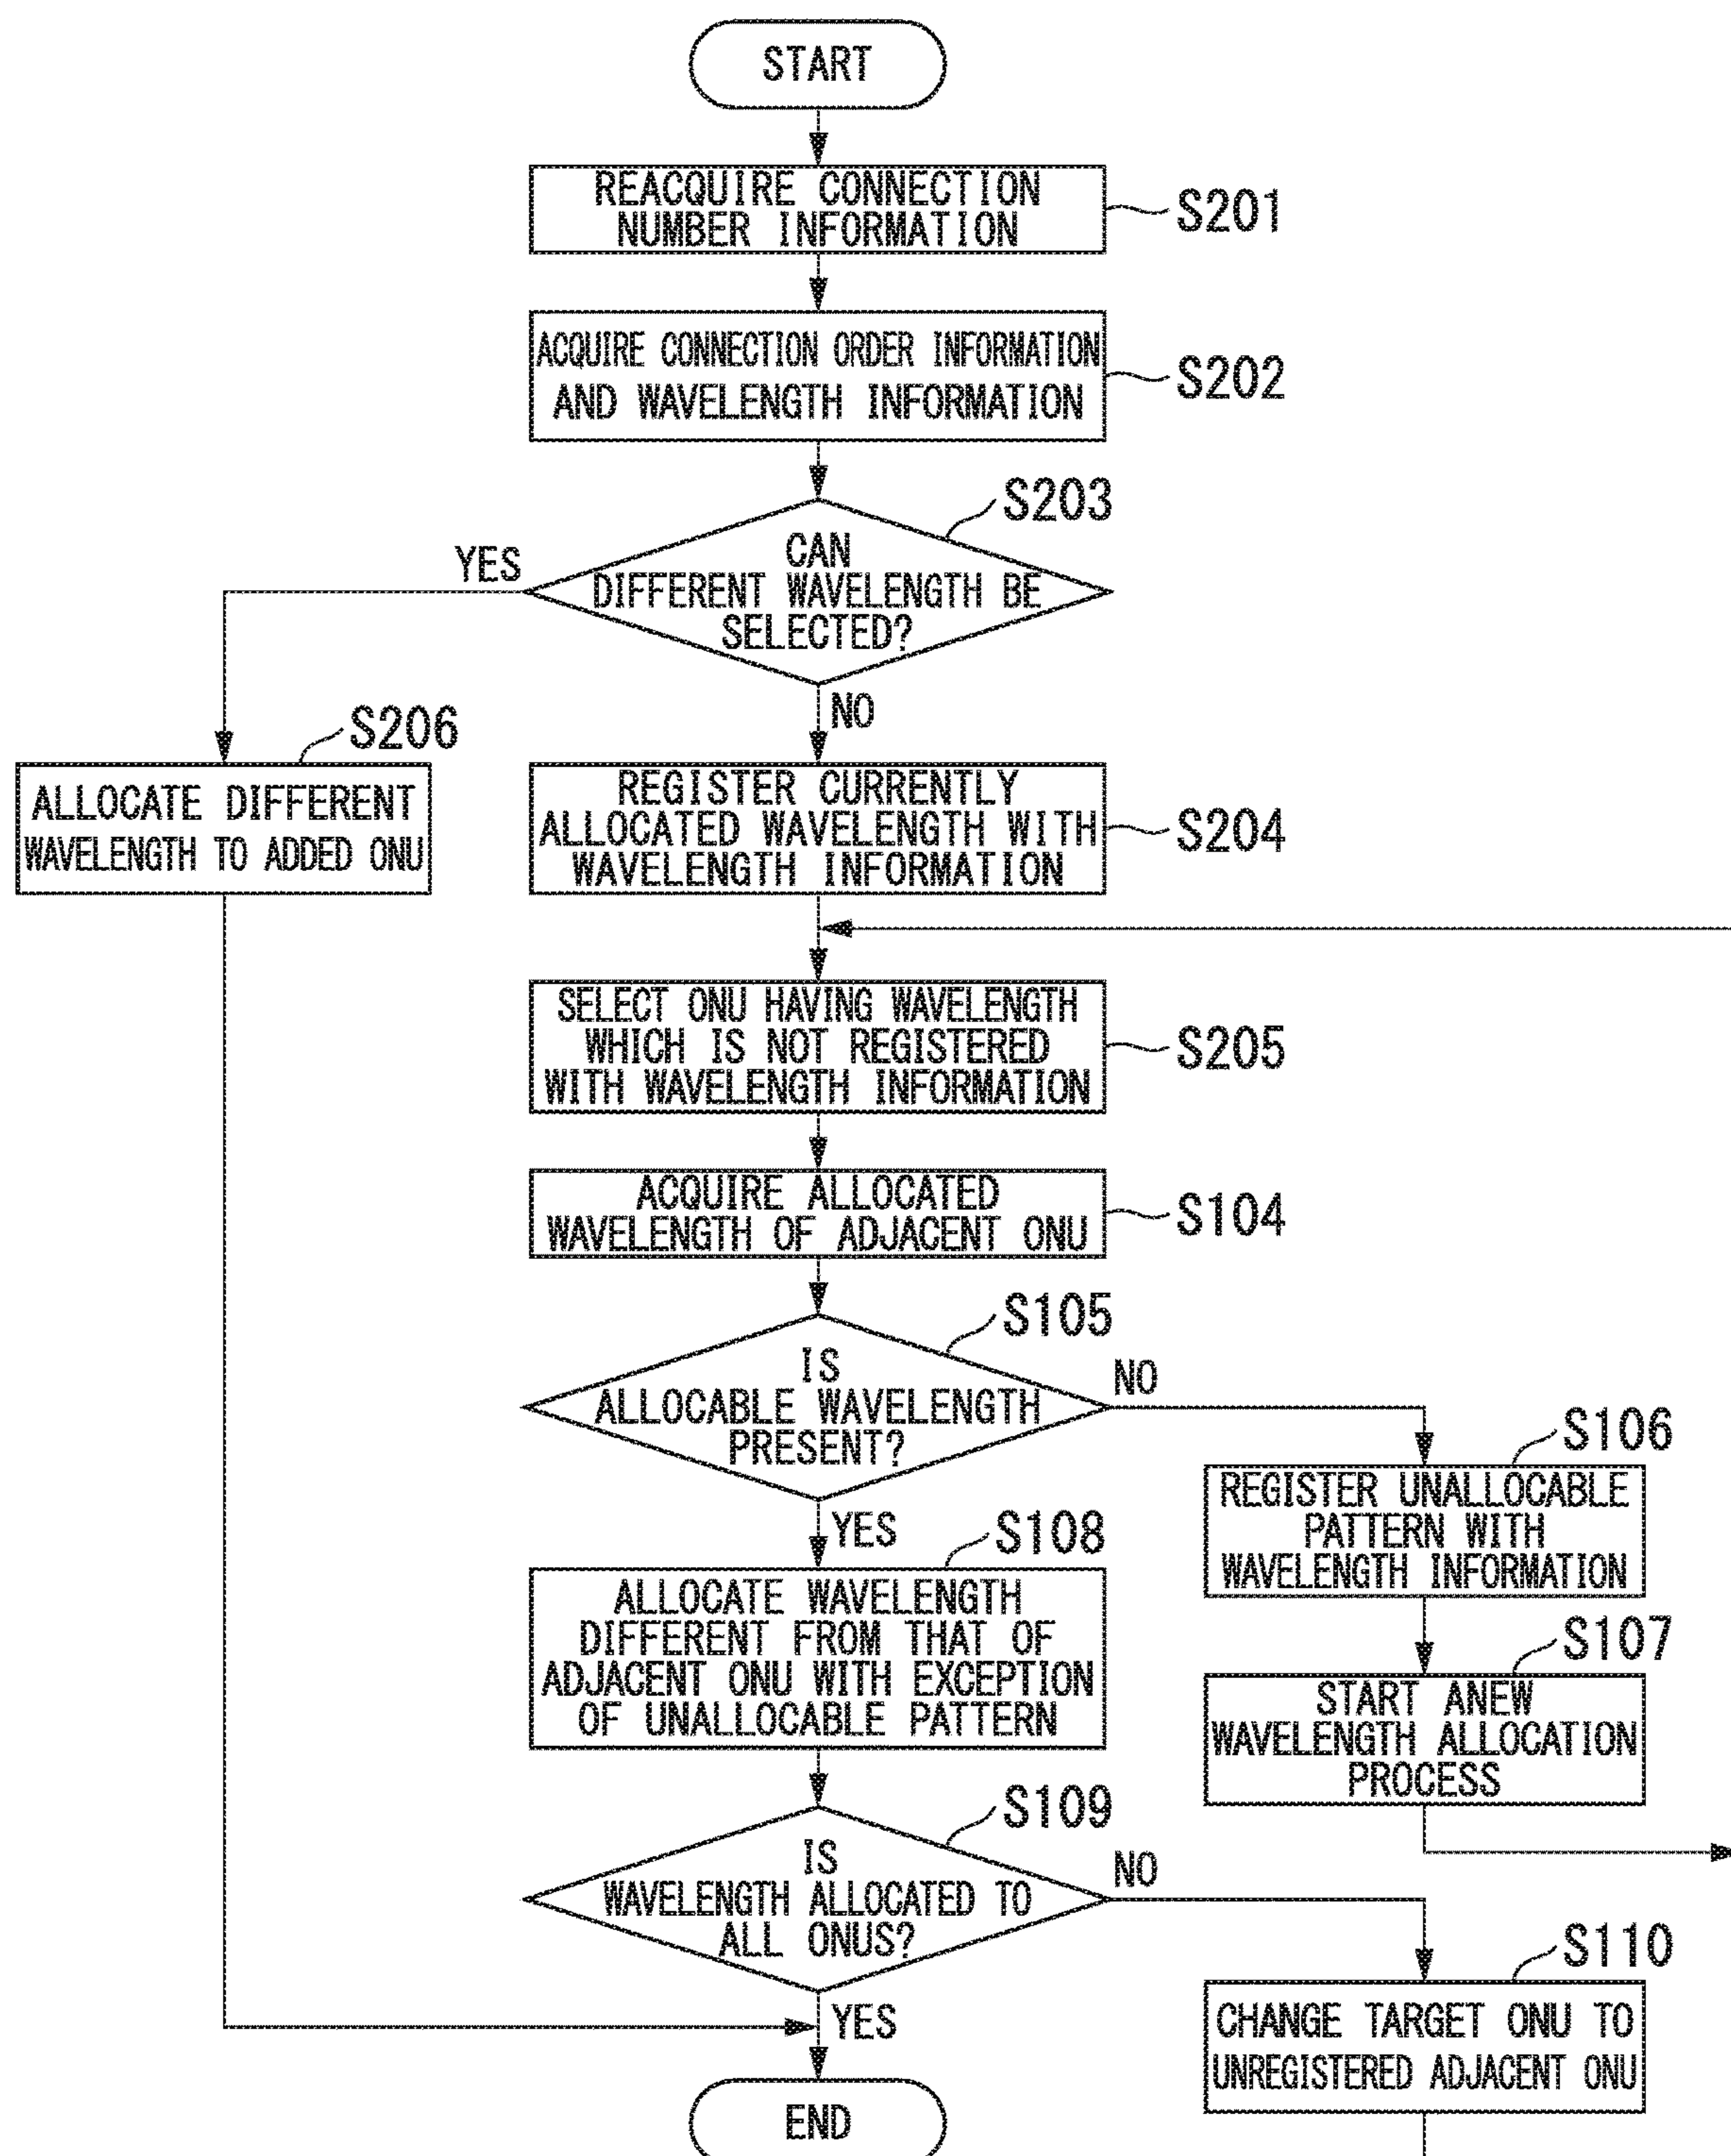 START
REACQUIRE CONNECTION
NUMBER INFORMATION
S201
ACQUIRE CONNECTION ORDER INFORMATION
AND WAVELENGTH INFORMATION
S202
S203
CAN
DIFFERENT WAVELENGTH BE
SELECTED?
YES
NO
S206
ALLOCATE DIFFERENT
WAVELENGTH TO ADDED ONU
REGISTER CURRENTLY
ALLOCATED WAVELENGTH WITH
WAVELENGTH INFORMATION
S204
SELECT ONU HAVING WAVELENGTH
WHICH IS NOT REGISTERED
WITH WAVELENGTH INFORMATION
S205
ACQUIRE ALLOCATED
WAVELENGTH OF ADJACENT ONU
S104
S105
IS
ALLOCABLE WAVELENGTH
PRESENT?
NO
YES
S106
REGISTER UNALLOCABLE
PATTERN WITH
WAVELENGTH INFORMATION
S107
START ANEW
WAVELENGTH ALLOCATION
PROCESS
S108
ALLOCATE WAVELENGTH
DIFFERENT FROM THAT OF
ADJACENT ONU WITH EXCEPTION
OF UNALLOCABLE PATTERN
S109
IS
WAVELENGTH ALLOCATED TO
ALL ONUS?
NO
YES
S110
CHANGE TARGET ONU TO
UNREGISTERED ADJACENT ONU
END